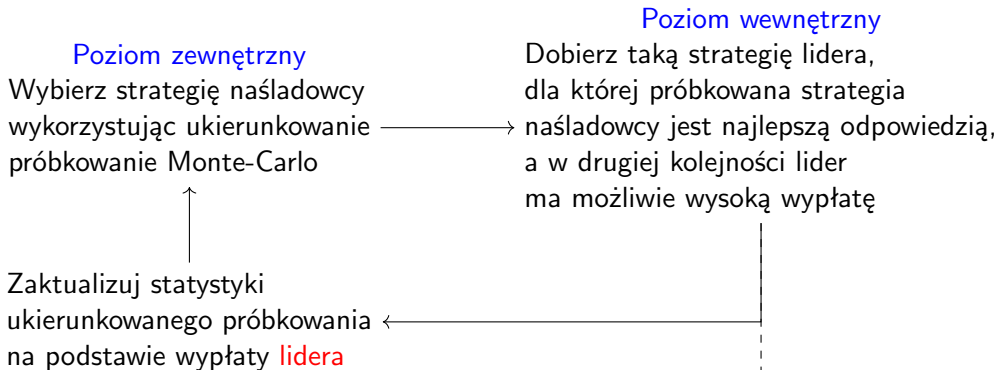 Poziom zewnętrzny
Wybierz strategię naśladowcy
wykorzystując ukierunkowanie
próbkowanie Monte-Carlo
Poziom wewnętrzny
Dobierz taką strategię lidera,
dla której próbkowana strategia
naśladowcy jest najlepszą odpowiedzią,
a w drugiej kolejności lider
ma możliwie wysoką wypłatę
Zaktualizuj statystyki
ukierunkowanego próbkowania
na podstawie wypłaty lidera